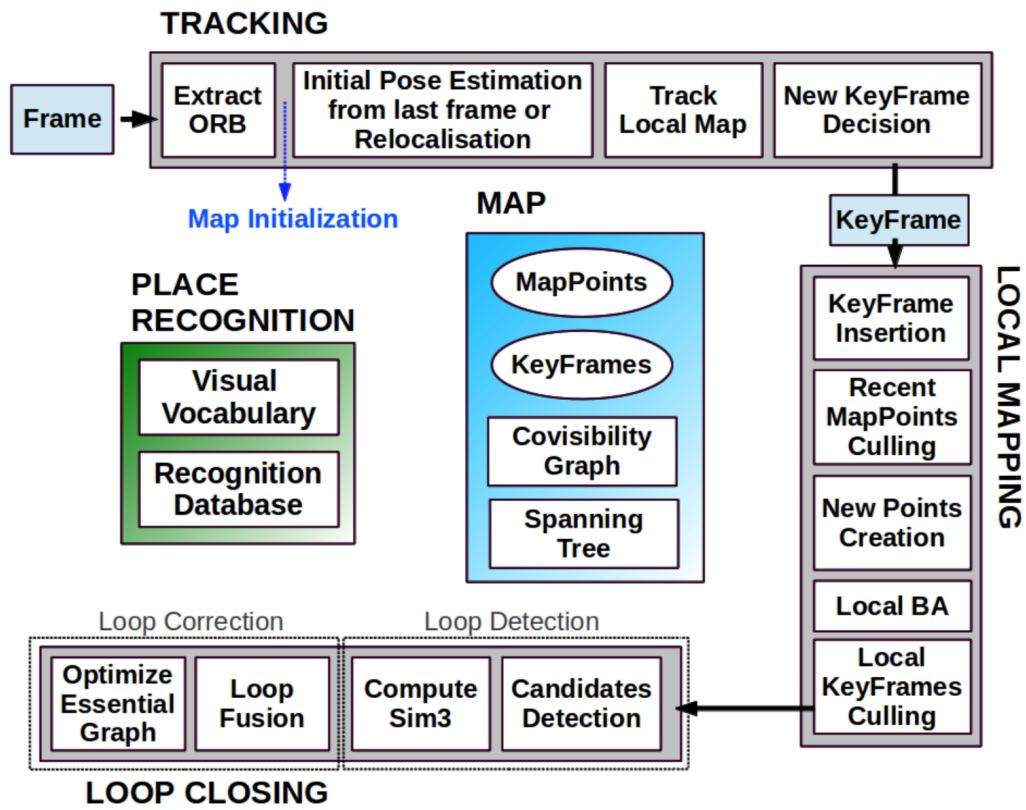 TRACKING
Frame
Extract
ORB
Initial Pose Estimation
from last frame or
Relocalisation
Track
Local Map
New KeyFrame
Decision
Map Initialization
KeyFrame
MAP
MapPoints
KeyFrames
Covisibility
Graph
Spanning
Tree
PLACE
RECOGNITION
Visual
Vocabulary
Recognition
Database
LOCAL MAPPING
KeyFrame
Insertion
Recent
MapPoints
Culling
New Points
Creation
Local BA
Local
KeyFrames
Culling
Loop Correction
Loop Detection
Optimize
Essential
Graph
Loop
Fusion
Compute
Sim3
Candidates
Detection
LOOP CLOSING